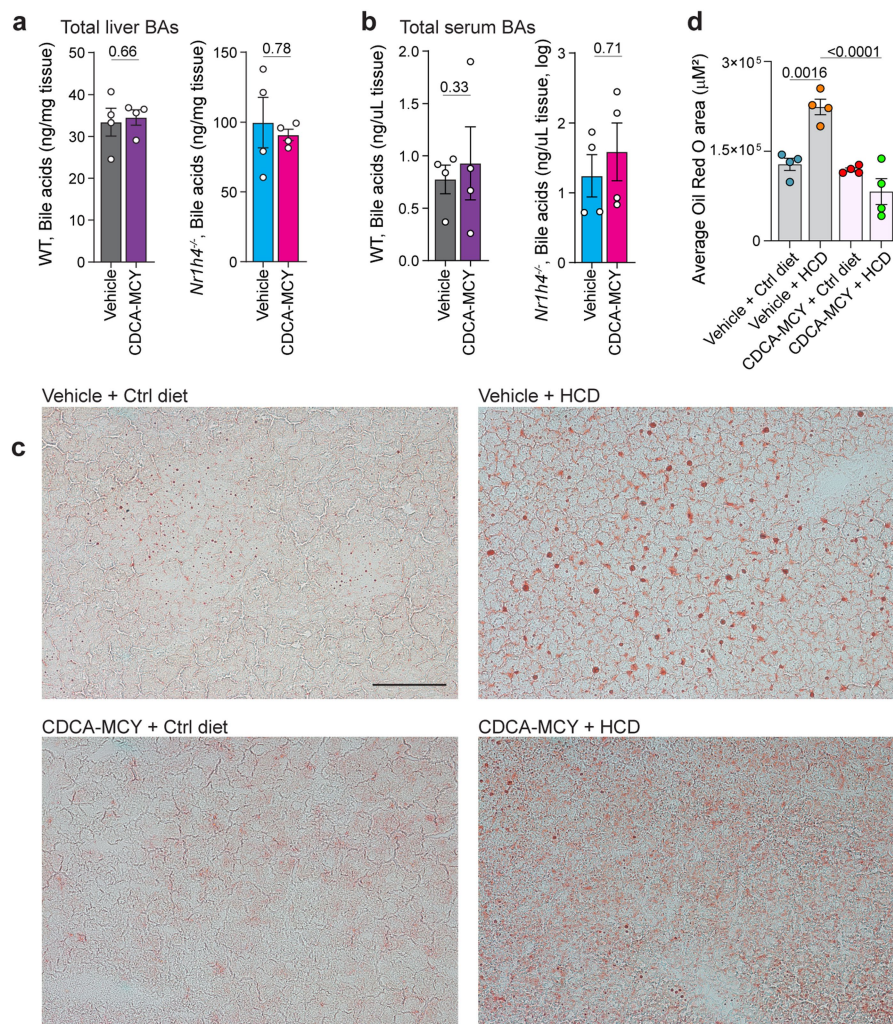 a
Total liver BAs
WT, Bile acids (ng/mg tissue)
50
40
30
20
10
0
0.66
Vehicle
CDCA-MCY
Nr1h4-/-, Bile acids (ng/mg tissue)
150
100
50
0
0.78
Vehicle
CDCA-MCY
b
Total serum BAs
WT, Bile acids (ng/uL tissue)
2.0
1.5
1.0
0.5
0.0
0.33
Vehicle
CDCA-MCY
Nr1h4-/-, Bile acids (ng/uL tissue, log)
3
2
1
0
0.71
Vehicle
CDCA-MCY
d
Average Oil Red O area (µM²)
3×10⁵
1.5×10⁵
0
0.0016
<0.0001
Vehicle + Ctrl diet
Vehicle + HCD
CDCA-MCY + Ctrl diet
CDCA-MCY + HCD
c
Vehicle + Ctrl diet
Vehicle + HCD
CDCA-MCY + Ctrl diet
CDCA-MCY + HCD